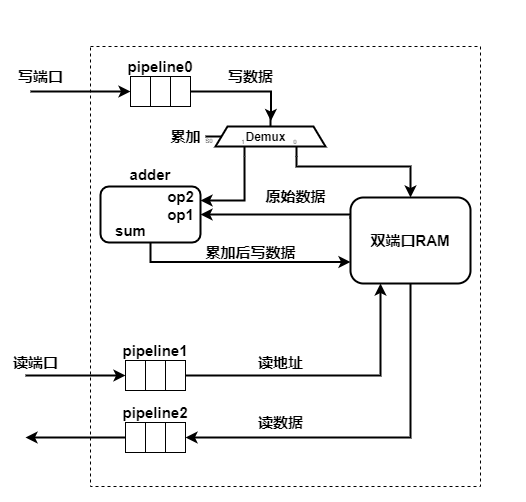 pipeline0
写端口
写数据
累加
Demux
1
0
adder
op2
op1
sum
原始数据
双端口RAM
累加后写数据
pipeline1
读端口
读地址
pipeline2
读数据